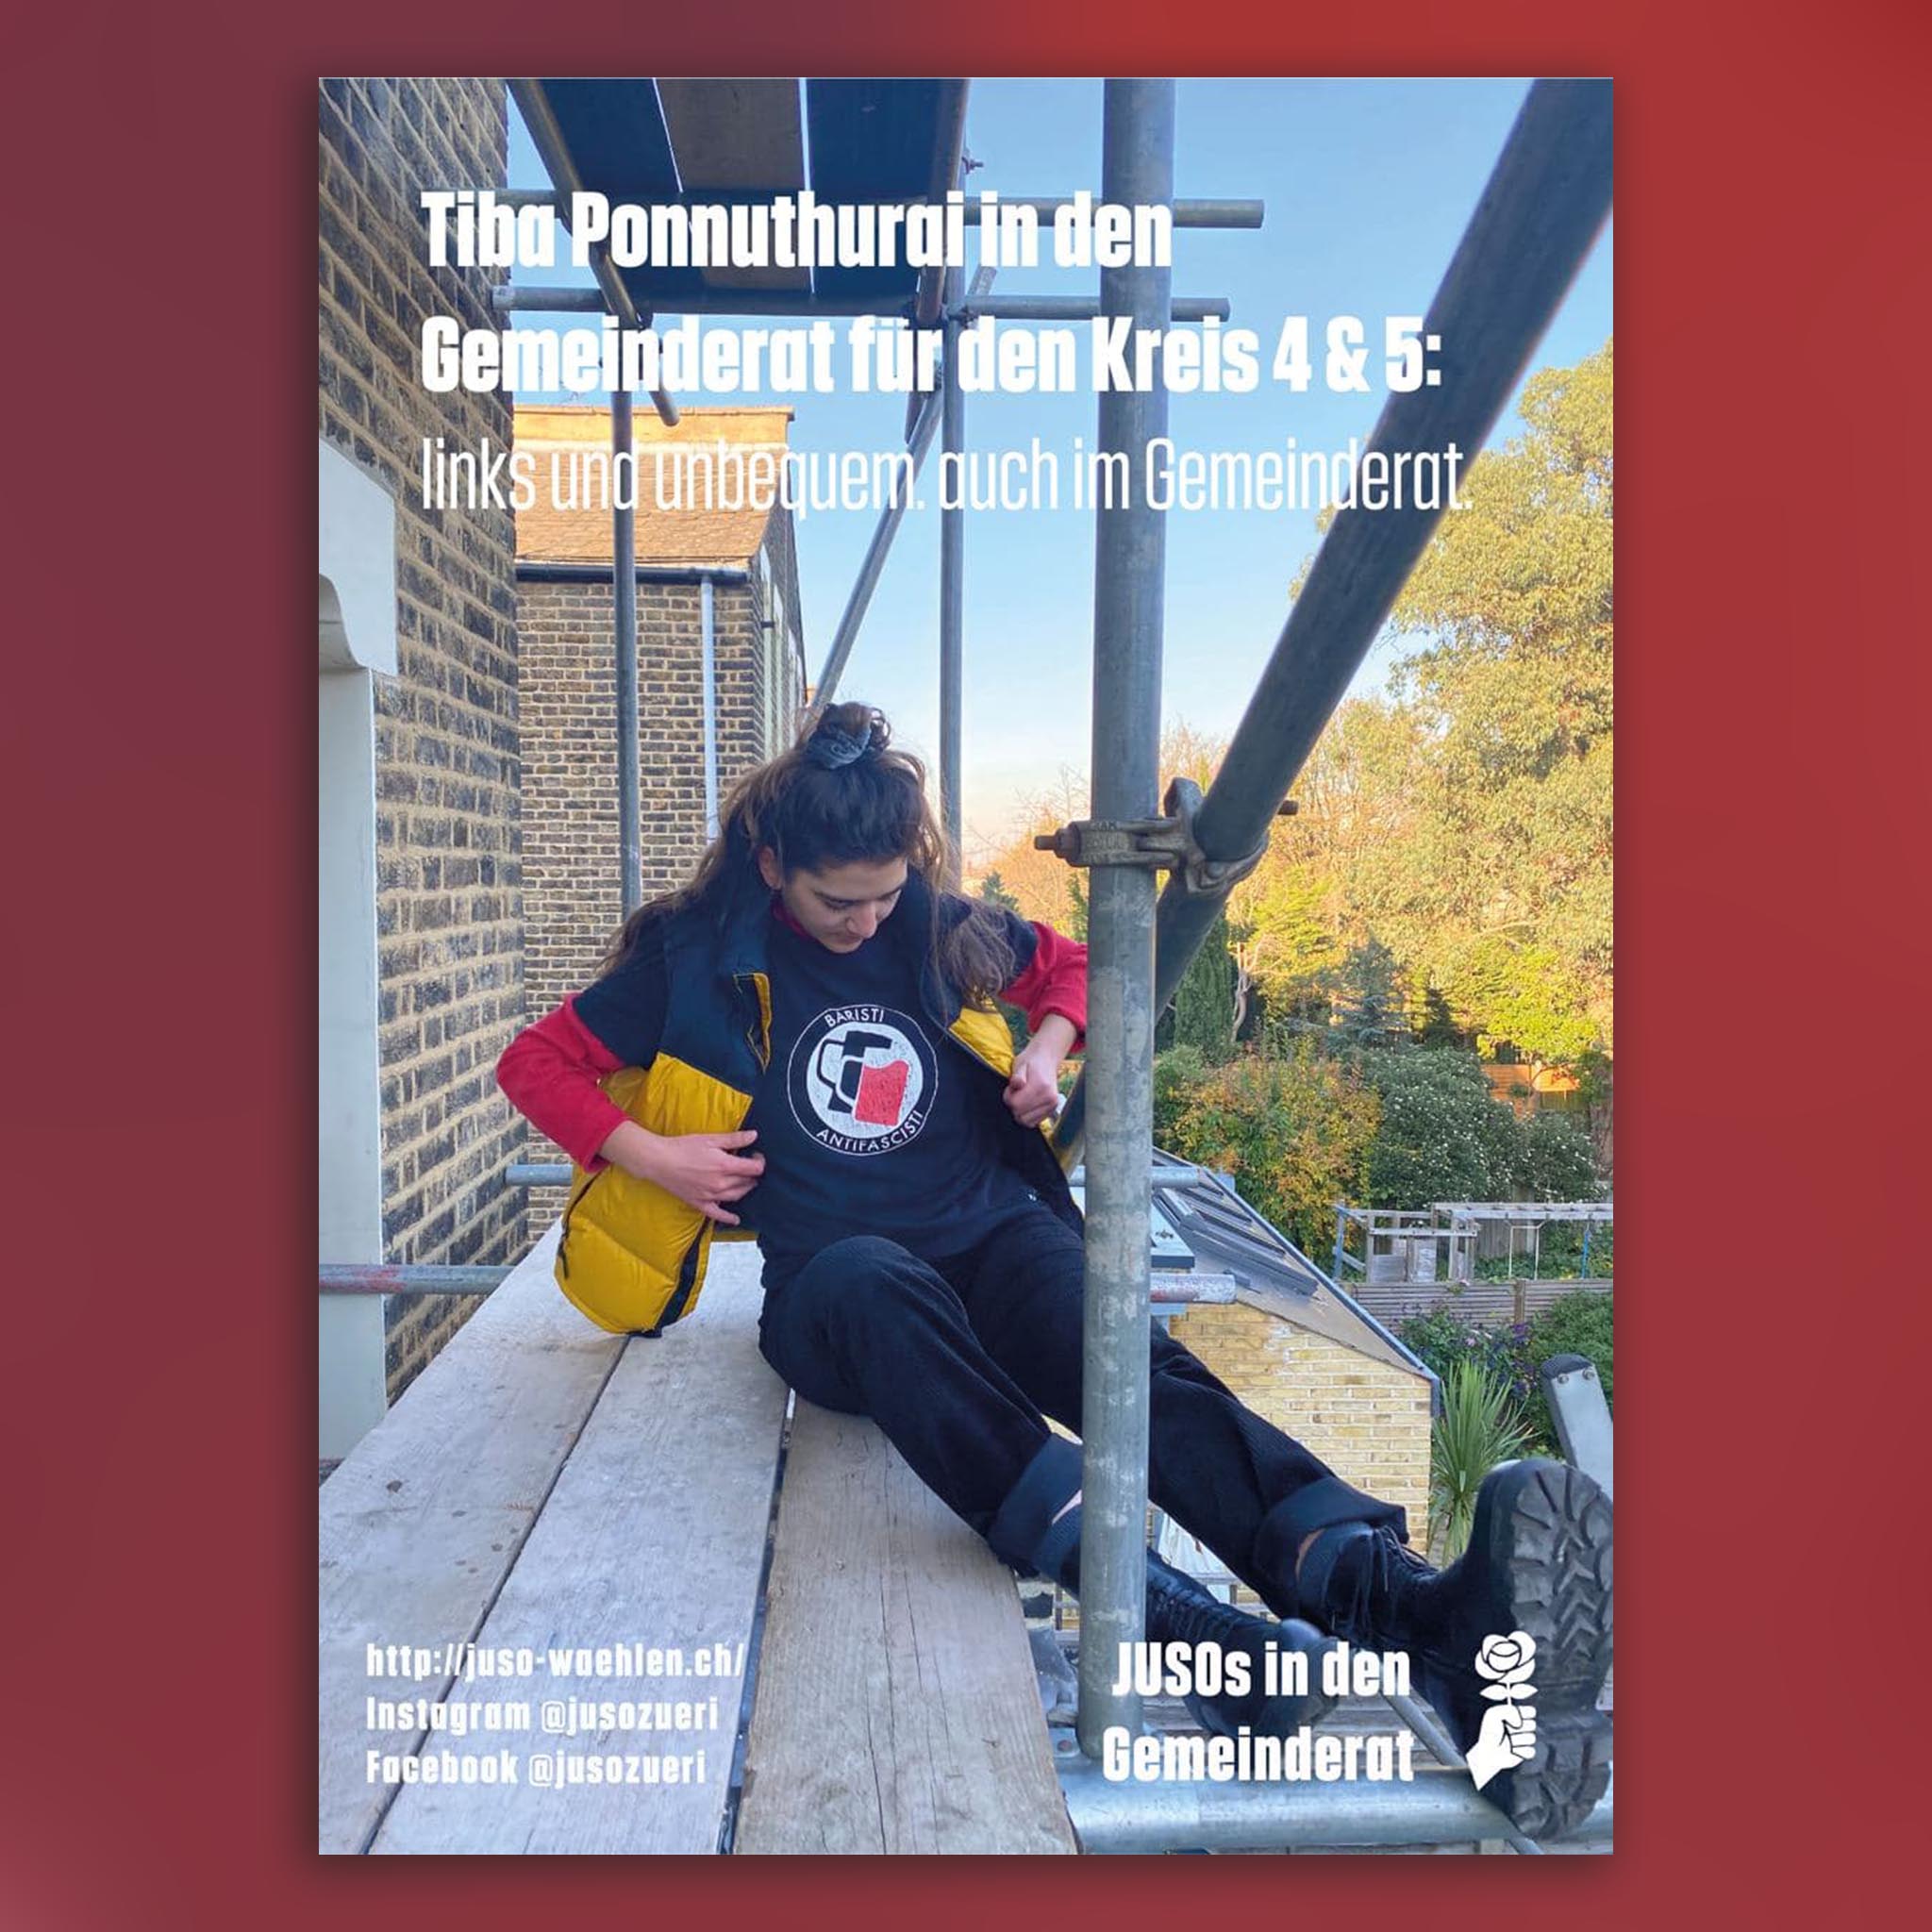 Tiba Ponnuthurai in den
Gemeinderat für den Kreis 4 & 5:
links und unbequem. auch im Gemeinderat.
BARISTI
ANTIFASCISTI
http://juso-waehlen.ch/
Instagram @jusozueri
Facebook @jusozueri
JUSOs in den
Gemeinderat